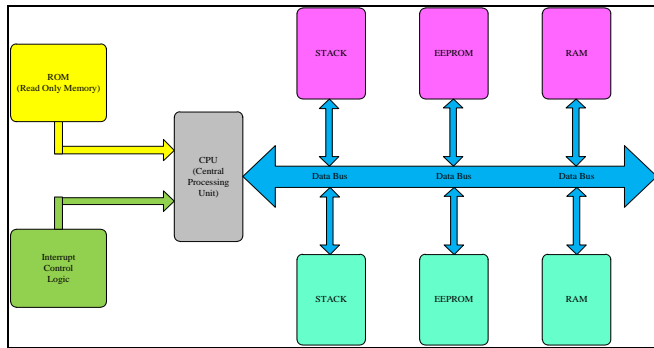 STACK
EEPROM
RAM
ROM
(Read Only Memory)
CPU
(Central
Processing
Unit)
Data Bus
Data Bus
Data Bus
Interrupt
Control
Logic
STACK
EEPROM
RAM